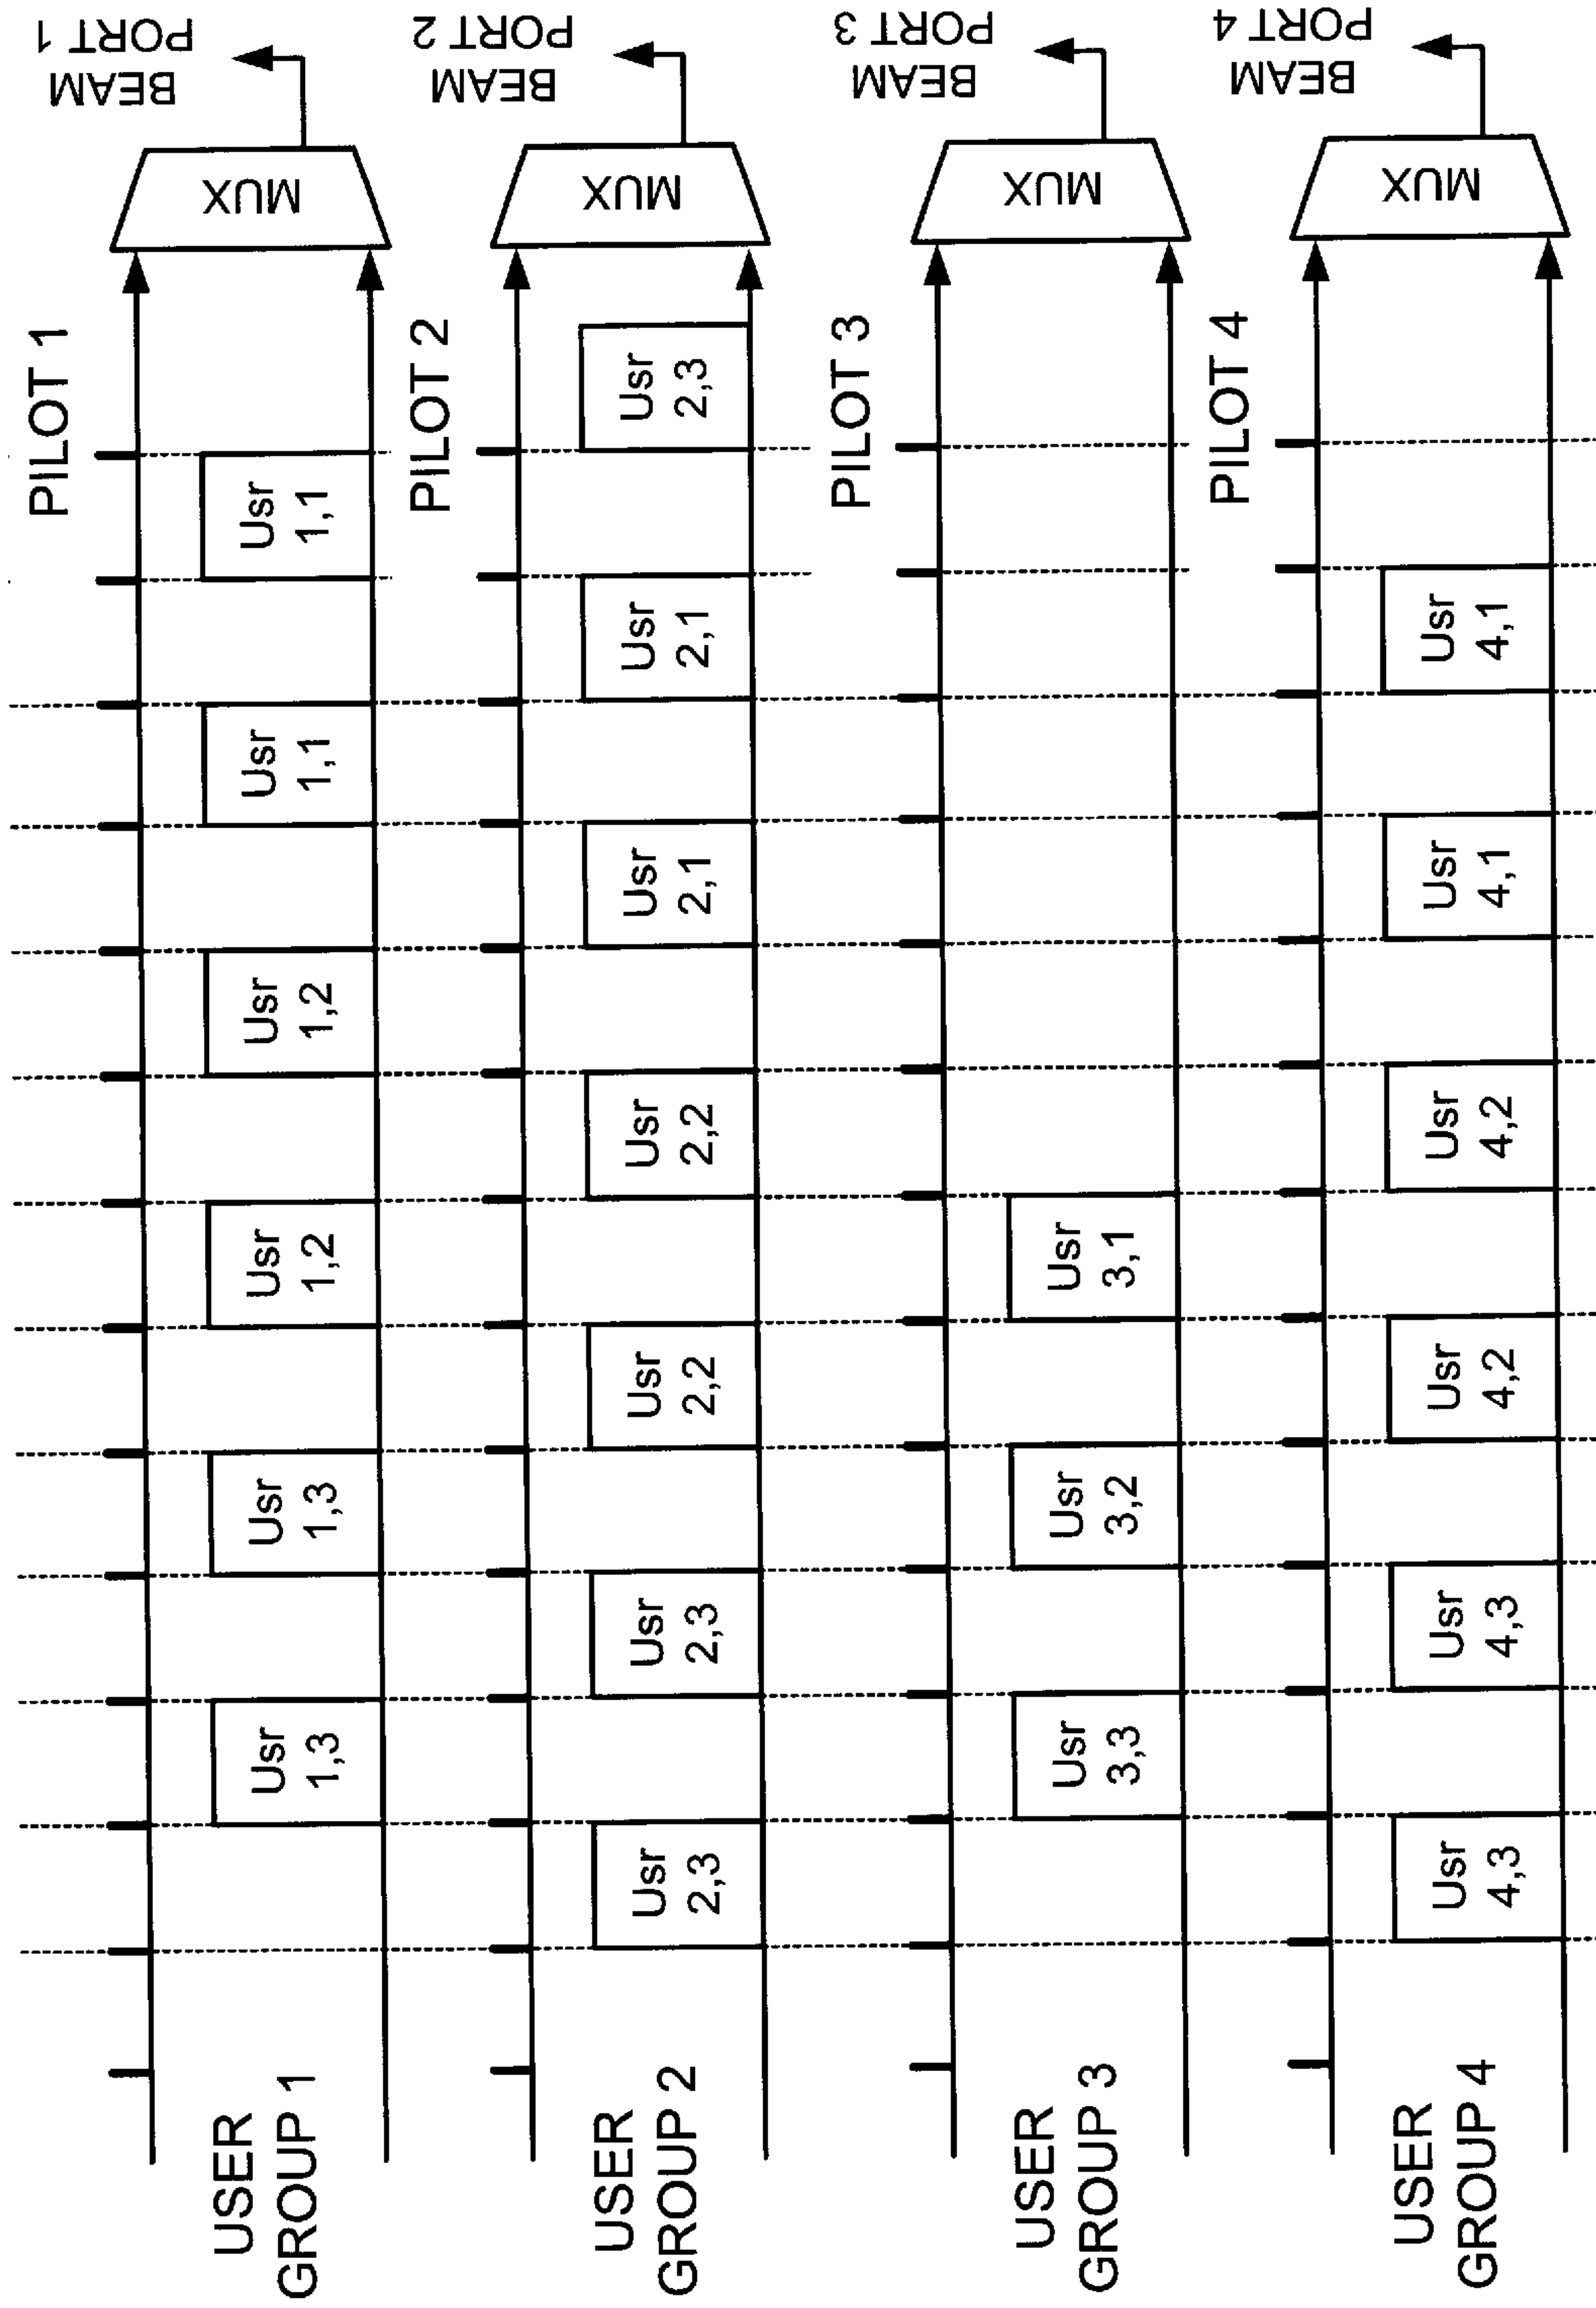 PILOT 1
USER
GROUP 1
Usr
1,3
Usr
1,3
Usr
1,2
Usr
1,2
Usr
1,1
Usr
1,1
MUX
BEAM
PORT 1
PILOT 2
USER
GROUP 2
Usr
2,3
Usr
2,3
Usr
2,2
Usr
2,2
Usr
2,1
Usr
2,1
Usr
2,3
MUX
BEAM
PORT 2
PILOT 3
USER
GROUP 3
Usr
3,3
Usr
3,2
Usr
3,1
MUX
BEAM
PORT 3
PILOT 4
USER
GROUP 4
Usr
4,3
Usr
4,3
Usr
4,2
Usr
4,2
Usr
4,1
Usr
4,1
MUX
BEAM
PORT 4